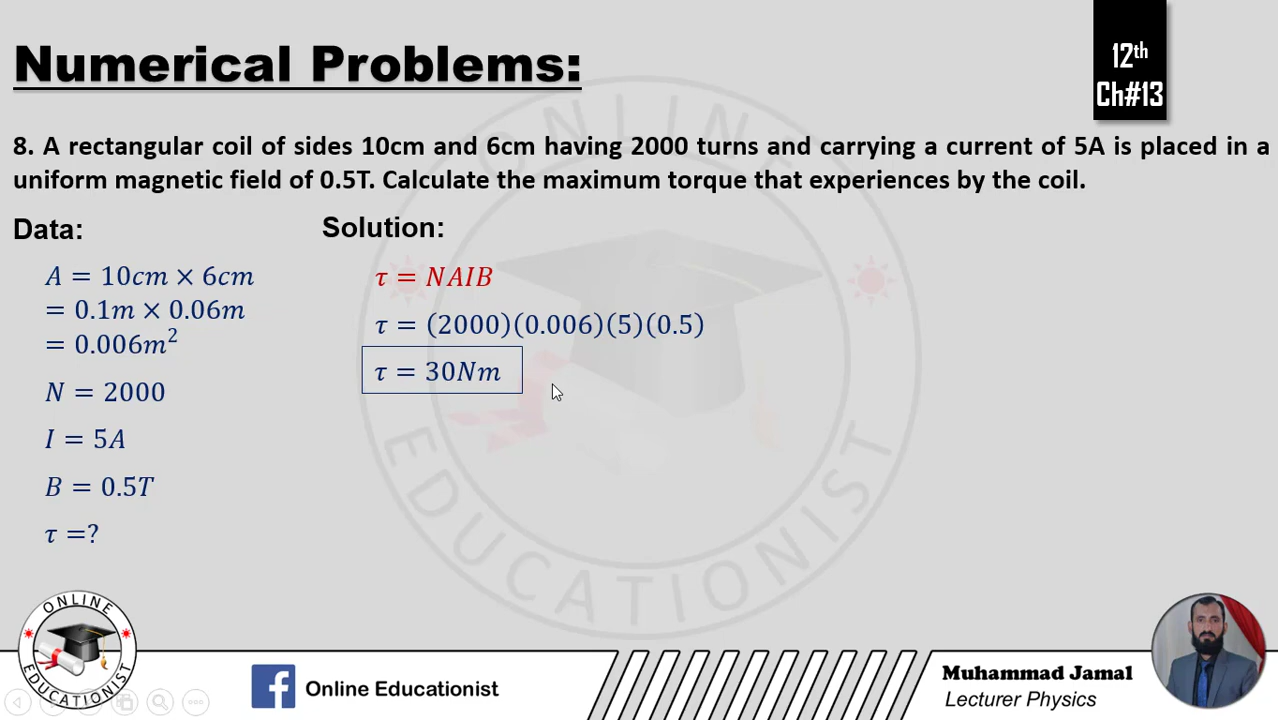 Numerical Problems:
12th
Ch#13
8. A rectangular coil of sides 10cm and 6cm having 2000 turns and carrying a current of 5A is placed in a
uniform magnetic field of 0.5T. Calculate the maximum torque that experiences by the coil.
Data:
A = 10cm × 6cm
= 0.1m × 0.06m
= 0.006m²
N = 2000
I = 5A
B = 0.5T
τ =?
Solution:
τ = NAIB
τ = (2000)(0.006)(5)(0.5)
τ = 30Nm
ONLINE
EDUCATIONIST
ONLINE
EDUCATIONIST
Online Educationist
Muhammad Jamal
Lecturer Physics